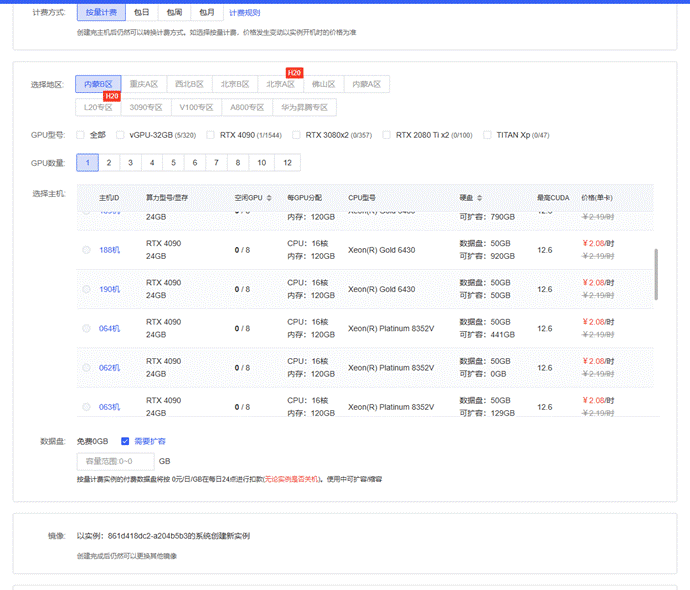 计费方式: 按量计费 包日 包周 包月 计费规则
创建完主机后仍然可以转换计费方式。如选择按量计费，价格发生变动以实例开机时的价格为准
H20
选择地区: 内蒙B区 重庆A区 西北B区 北京B区 北京A区 佛山区 内蒙A区
H20
L20专区 3090专区 V100专区 A800专区 华为昇腾专区
GPU型号: 全部 vGPU-32GB (5/320) RTX 4090 (1/1544) RTX 3080x2 (0/357) RTX 2080 Ti x2 (0/100) TITAN Xp (0/47)
GPU数量: 1 2 3 4 5 6 7 8 10 12
选择主机: 主机ID 算力型号/显存 空闲GPU 每GPU分配 CPU型号 硬盘 最高CUDA 价格(单卡)
24GB 内存: 120GB 可扩容: 790GB ￥2.19/时
188机 RTX 4090 0 / 8 CPU: 16核 Xeon(R) Gold 6430 数据盘: 50GB 12.6 ￥2.08/时
24GB 内存: 120GB 可扩容: 920GB ￥2.19/时
190机 RTX 4090 0 / 8 CPU: 16核 Xeon(R) Gold 6430 数据盘: 50GB 12.6 ￥2.08/时
24GB 内存: 120GB 可扩容: 50GB ￥2.19/时
064机 RTX 4090 0 / 8 CPU: 16核 Xeon(R) Platinum 8352V 数据盘: 50GB 12.6 ￥2.08/时
24GB 内存: 120GB 可扩容: 441GB ￥2.19/时
062机 RTX 4090 0 / 8 CPU: 16核 Xeon(R) Platinum 8352V 数据盘: 50GB 12.6 ￥2.08/时
24GB 内存: 120GB 可扩容: 0GB ￥2.19/时
063机 RTX 4090 0 / 8 CPU: 16核 Xeon(R) Platinum 8352V 数据盘: 50GB 12.6 ￥2.08/时
24GB 内存: 120GB 可扩容: 129GB ￥2.19/时
数据盘: 免费0GB 需要扩容
容量范围:0~0 GB
按量计费实例的付费数据盘将按 0元/日/GB在每日24点进行扣款(无论实例是否关机)。使用中可扩容/缩容
镜像: 以实例: 861d418dc2-a204b5b3的系统创建新实例
创建完成后仍然可以更换其他镜像